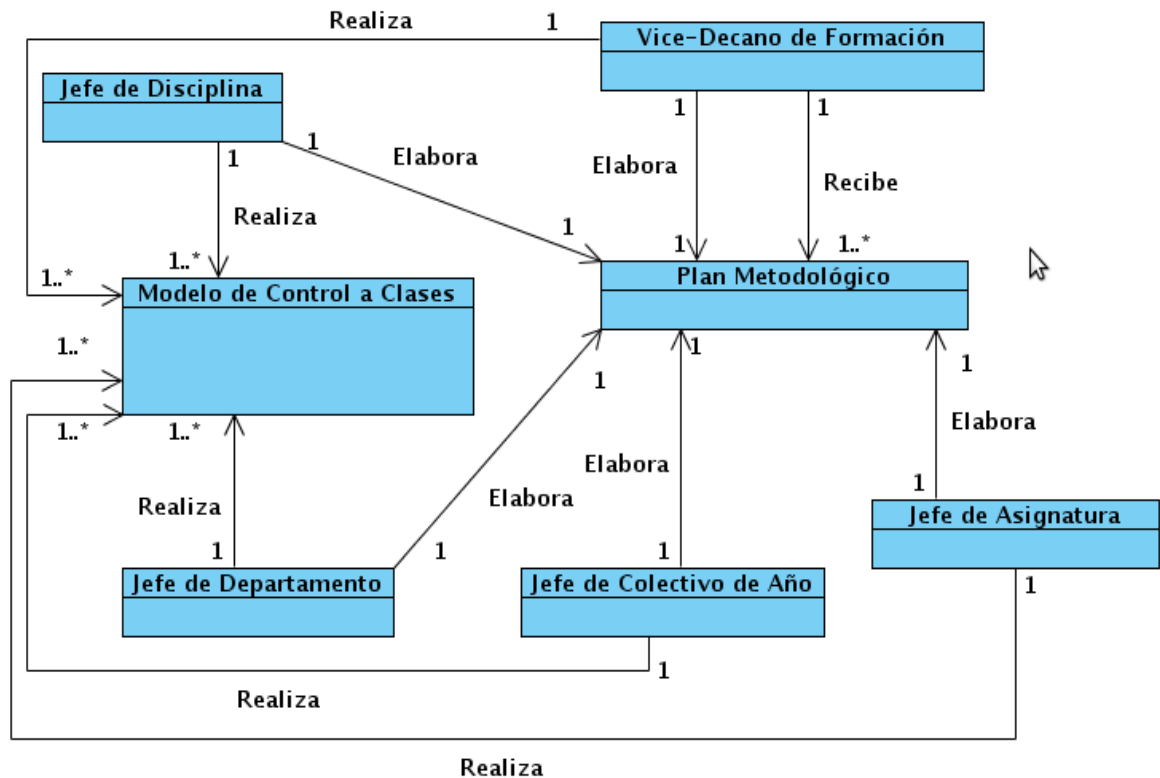 Realiza
1
Vice-Decano de Formación
Jefe de Disciplina
1
1
1
1
Elabora
Elabora
Recibe
Realiza
1
1
1..*
1..*
1..*
Modelo de Control a Clases
Plan Metodológico
1..*
1
1
1
1..*
1..*
Elabora
Elabora
Elabora
Realiza
1
1
1
1
Jefe de Asignatura
Jefe de Departamento
Jefe de Colectivo de Año
1
1
Realiza
Realiza